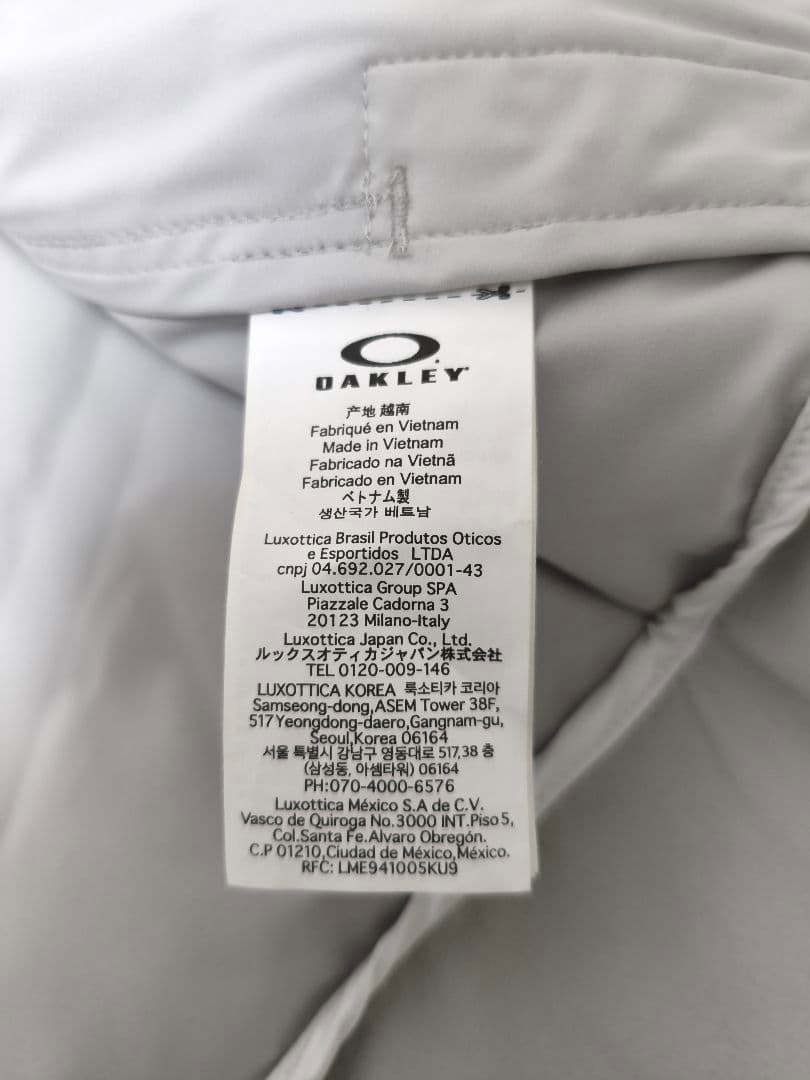 OAKLEY
产地 越南
Fabriqué en Vietnam
Made in Vietnam
Fabricado na Vietnã
Fabricado en Vietnam
ベトナム製
생산국가 베트남
Luxottica Brasil Produtos Oticos
e Esportidos LTDA
cnpj 04.692.027/0001-43
Luxottica Group SPA
Piazzale Cadorna 3
20123 Milano-Italy
Luxottica Japan Co., Ltd.
ルックスオティカジャパン株式会社
TEL 0120-009-146
LUXOTTICA KOREA 룩소티카 코리아
Samseong-dong,ASEM Tower 38F,
517Yeongdong-daero,Gangnam-gu,
Seoul,Korea 06164
서울 특별시 강남구 영동대로 517,38 층
(삼성동, 아셈타워) 06164
PH:070-4000-6576
Luxottica México S.A de C.V.
Vasco de Quiroga No.3000 INT.Piso 5,
Col.Santa Fe.Alvaro Obregón.
C.P 01210,Ciudad de México,México.
RFC: LME941005KU9